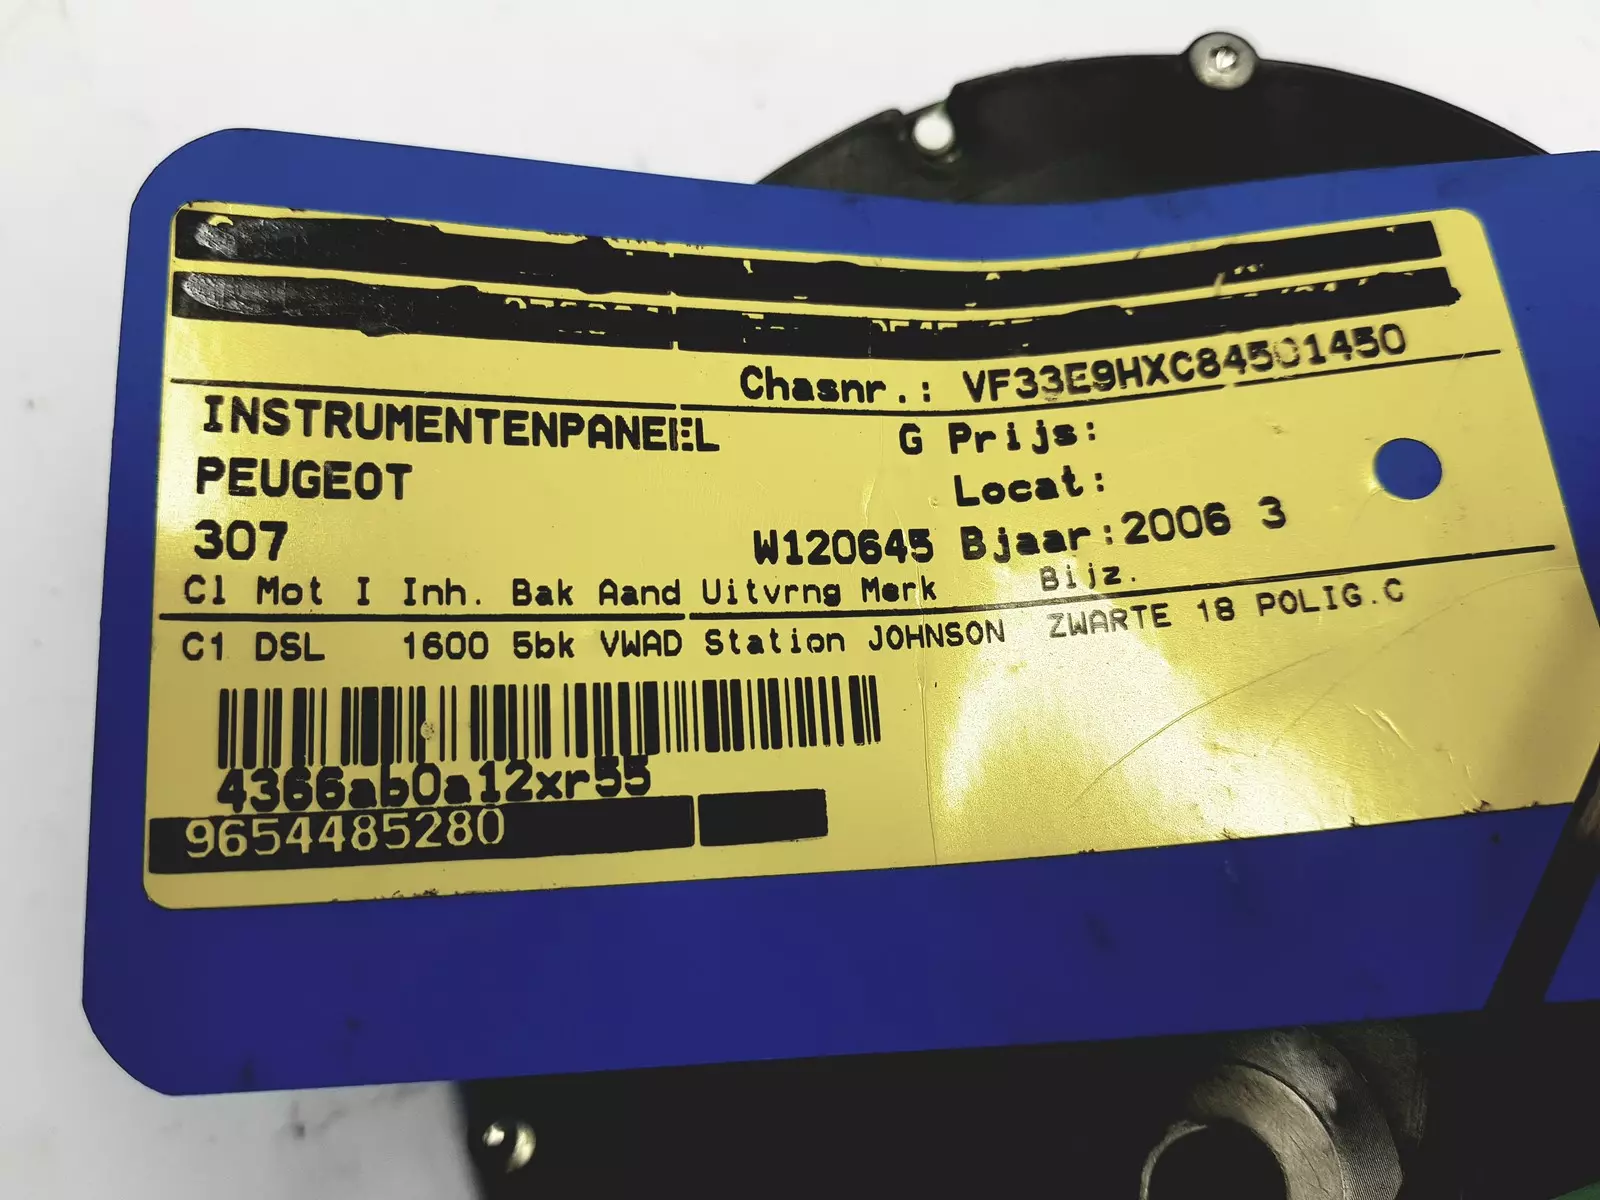 Chasnr.: VF33E9HXC84501450
INSTRUMENTENPANEEL G Prijs:
PEUGEOT Locat:
307 W120645 Bjaar:2006 3
Cl Mot I Inh. Bak Aand Uitvrng Merk Bijz.
C1 DSL 1600 5bk VWAD Station JOHNSON ZWARTE 18 POLIG.C
4366ab0a12xr55
9654485280